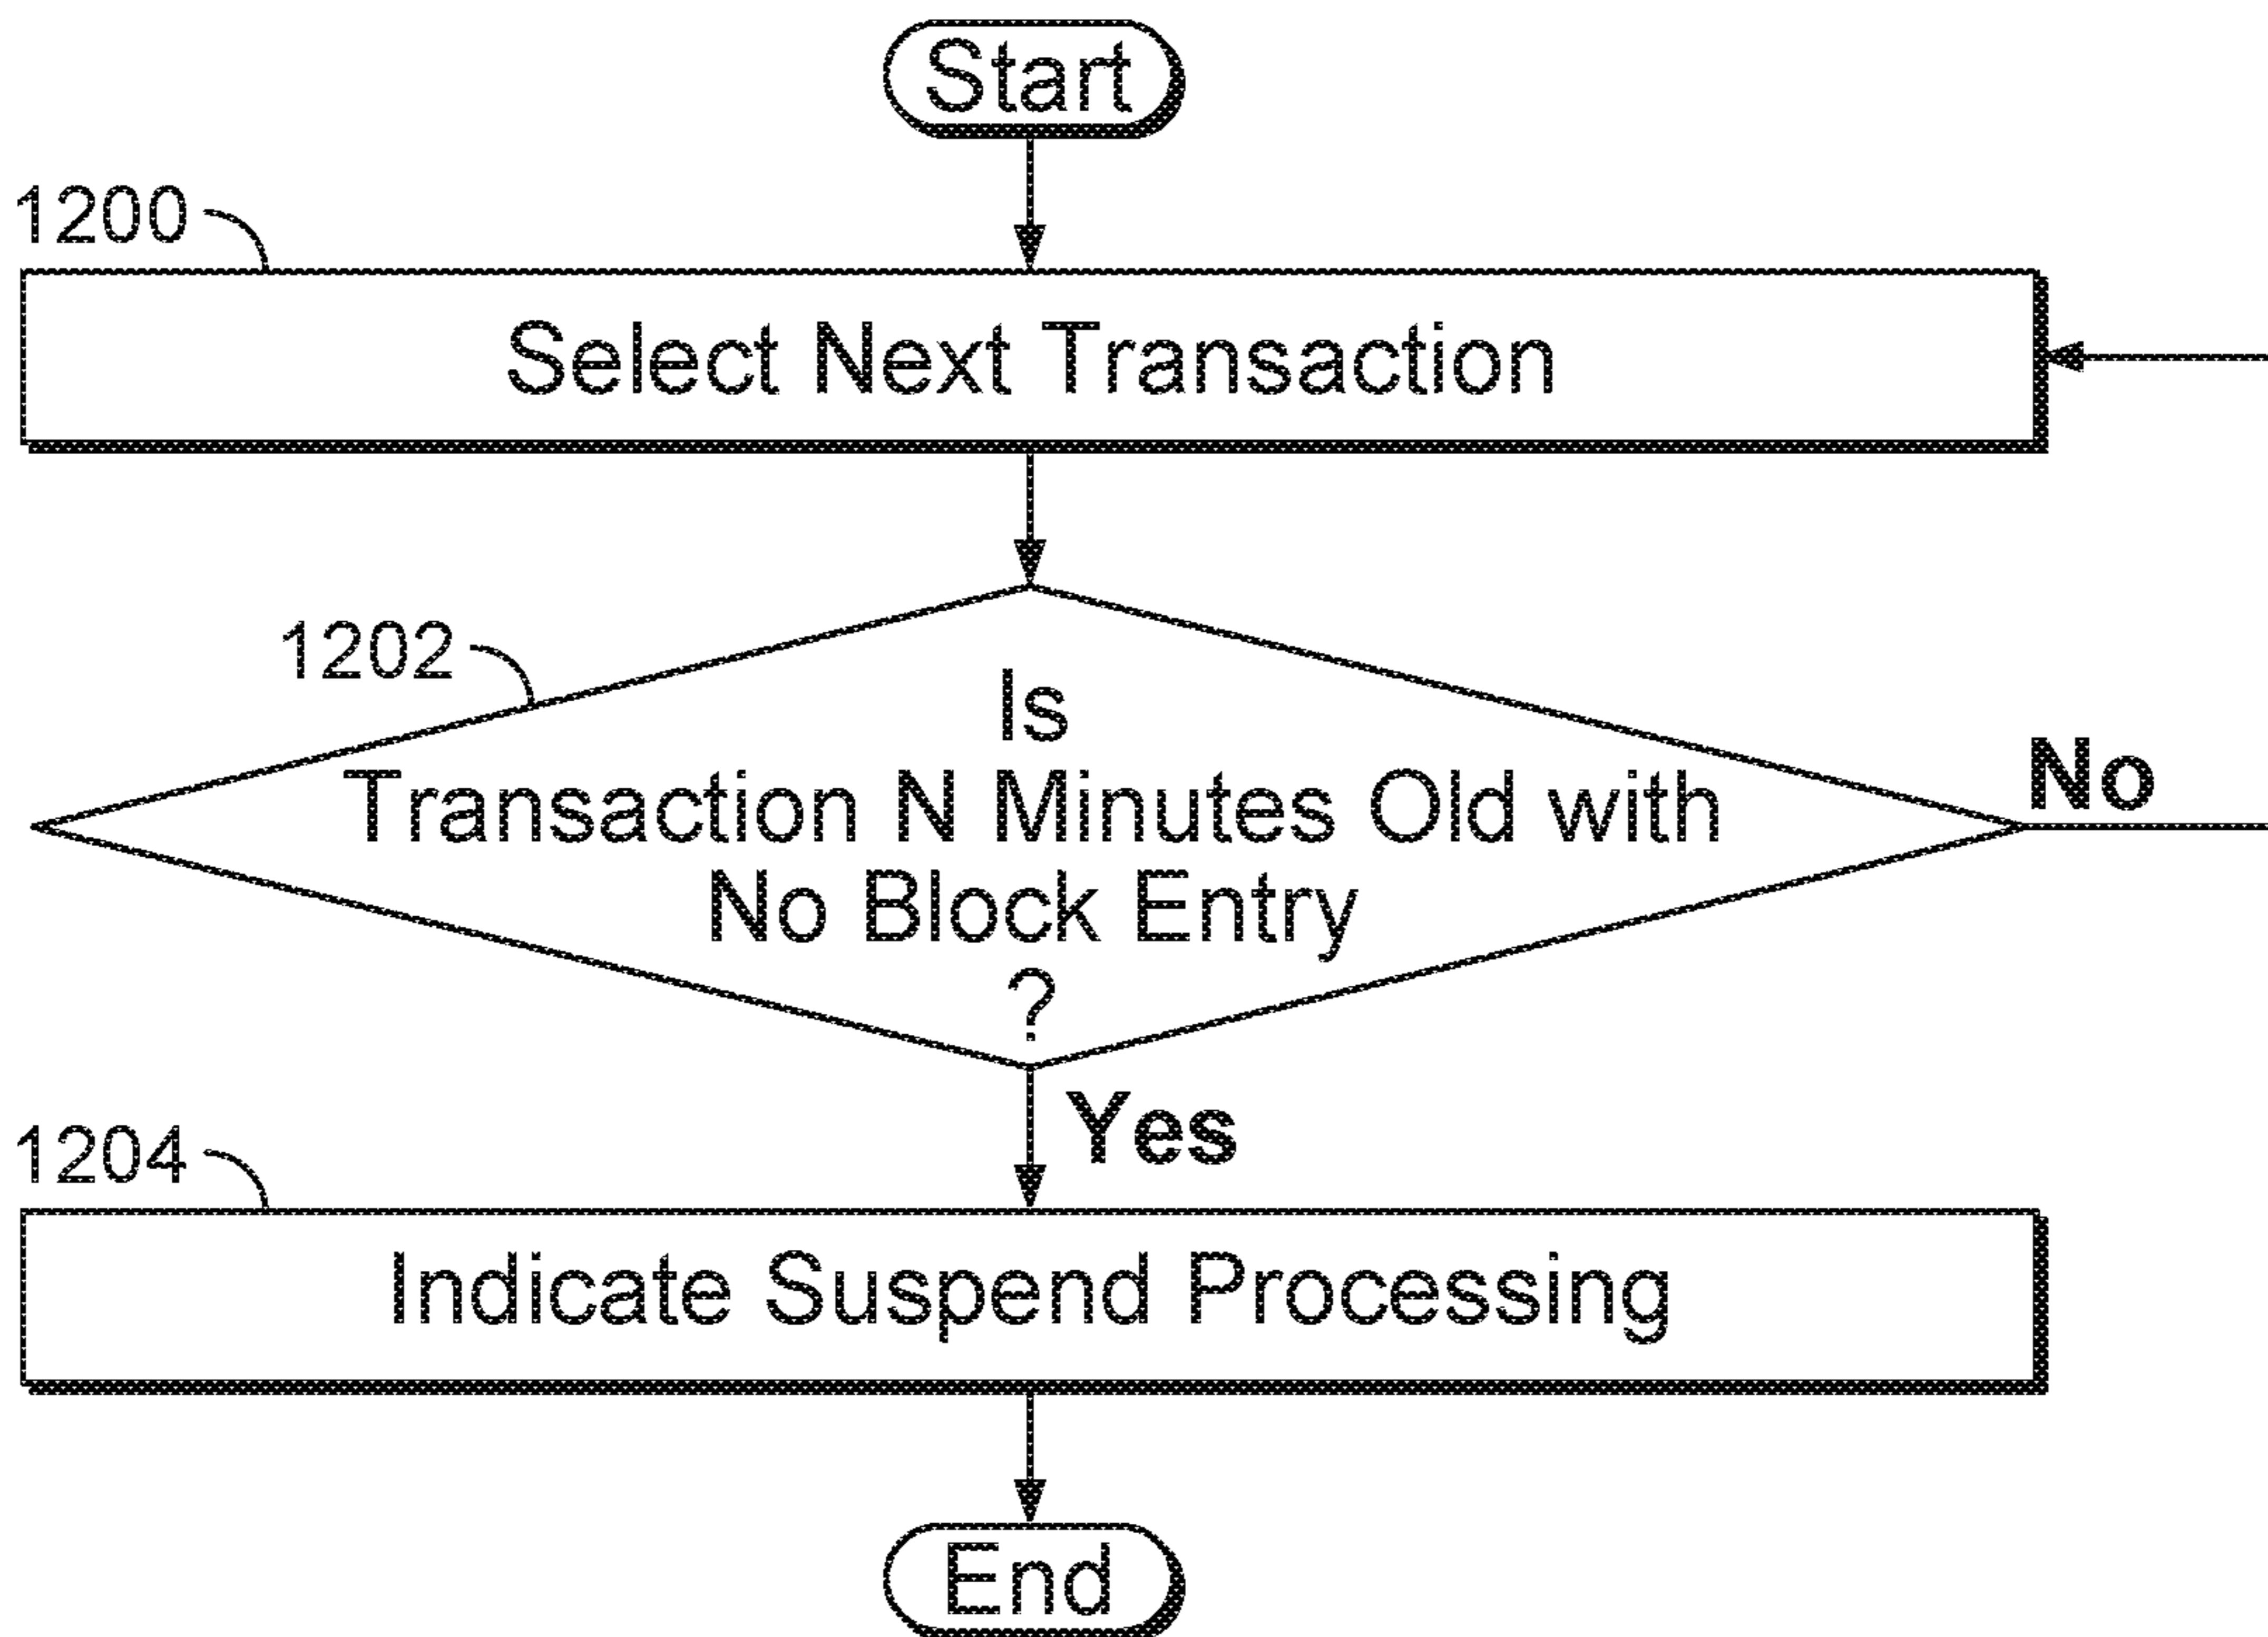 Start
1200
Select Next Transaction
1202
Is
Transaction N Minutes Old with
No Block Entry
?
No
Yes
1204
Indicate Suspend Processing
End